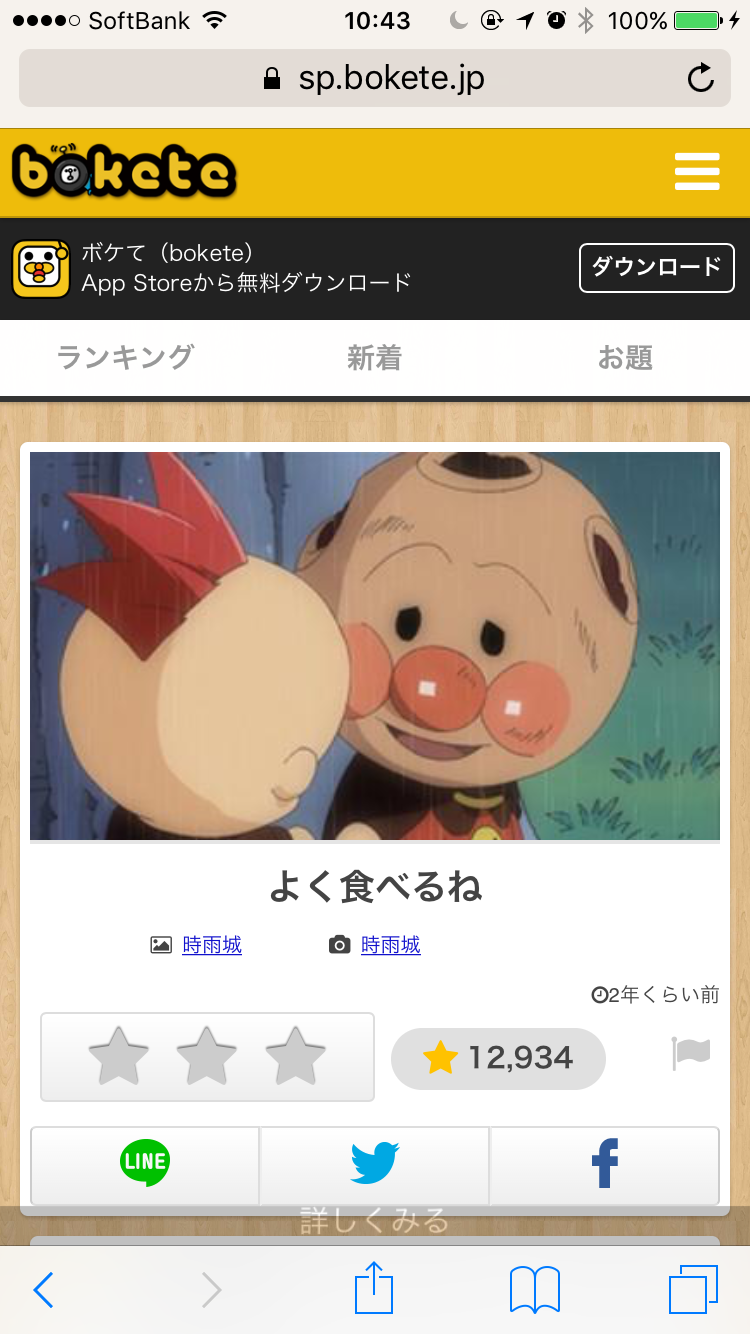 SoftBank 10:43 100%
sp.bokete.jp
bokete
ボケて（bokete）
App Storeから無料ダウンロード
ダウンロード
ランキング 新着 お題
よく食べるね
時雨城 時雨城
2年くらい前
12,934
LINE
詳しくみる